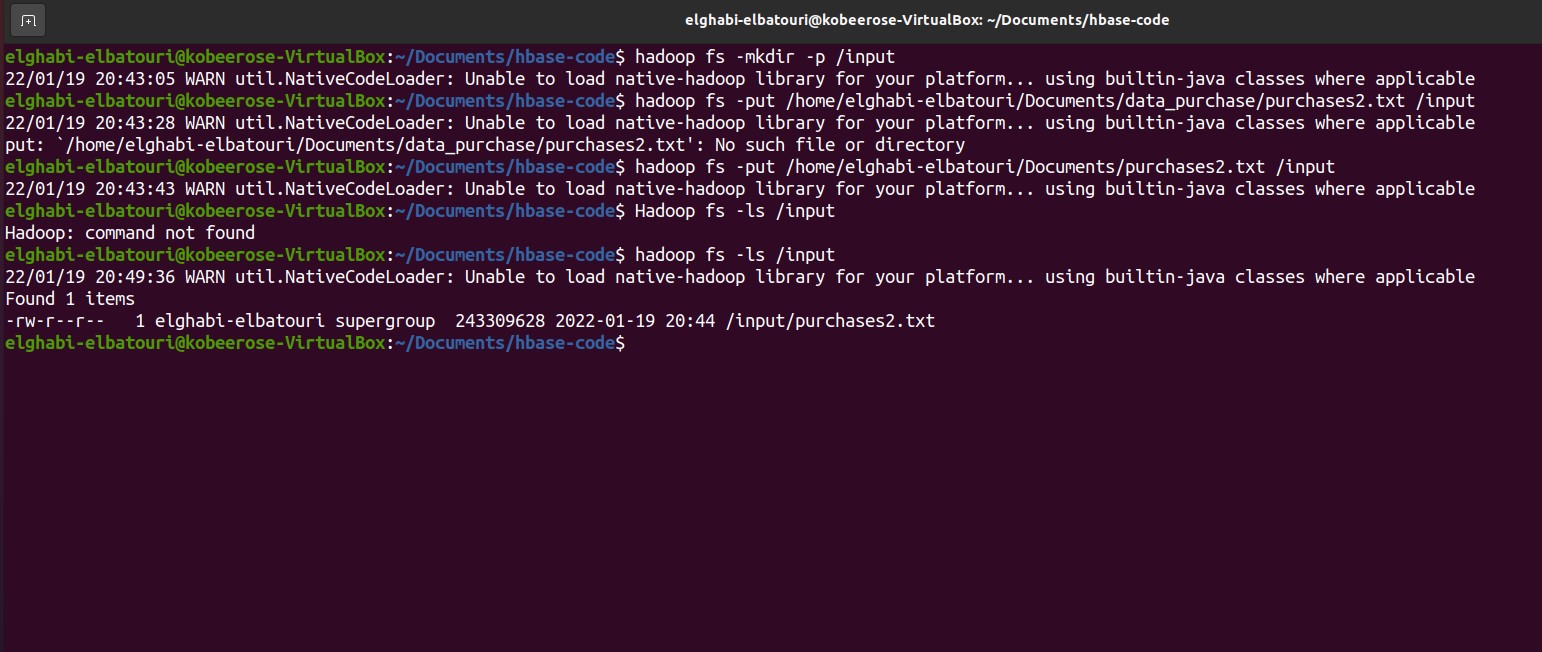 elghabi-elbatouri@kobeerose-VirtualBox: ~/Documents/hbase-code
elghabi-elbatouri@kobeerose-VirtualBox:~/Documents/hbase-code$ hadoop fs -mkdir -p /input
22/01/19 20:43:05 WARN util.NativeCodeLoader: Unable to load native-hadoop library for your platform... using builtin-java classes where applicable
elghabi-elbatouri@kobeerose-VirtualBox:~/Documents/hbase-code$ hadoop fs -put /home/elghabi-elbatouri/Documents/data_purchase/purchases2.txt /input
22/01/19 20:43:28 WARN util.NativeCodeLoader: Unable to load native-hadoop library for your platform... using builtin-java classes where applicable
put: `/home/elghabi-elbatouri/Documents/data_purchase/purchases2.txt': No such file or directory
elghabi-elbatouri@kobeerose-VirtualBox:~/Documents/hbase-code$ hadoop fs -put /home/elghabi-elbatouri/Documents/purchases2.txt /input
22/01/19 20:43:43 WARN util.NativeCodeLoader: Unable to load native-hadoop library for your platform... using builtin-java classes where applicable
elghabi-elbatouri@kobeerose-VirtualBox:~/Documents/hbase-code$ Hadoop fs -ls /input
Hadoop: command not found
elghabi-elbatouri@kobeerose-VirtualBox:~/Documents/hbase-code$ hadoop fs -ls /input
22/01/19 20:49:36 WARN util.NativeCodeLoader: Unable to load native-hadoop library for your platform... using builtin-java classes where applicable
Found 1 items
-rw-r--r--   1 elghabi-elbatouri supergroup  243309628 2022-01-19 20:44 /input/purchases2.txt
elghabi-elbatouri@kobeerose-VirtualBox:~/Documents/hbase-code$